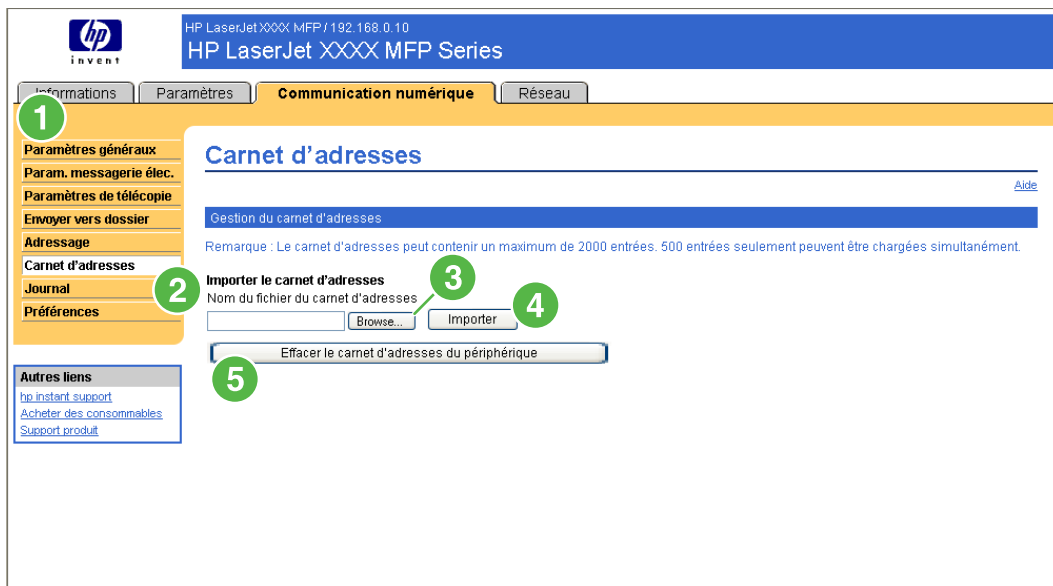 hp
invent
HP LaserJet XXXX MFP / 192.168.0.10
HP LaserJet XXXX MFP Series
Informations
Paramètres
Communication numérique
Réseau
1
Paramètres généraux
Param. messagerie élec.
Paramètres de télécopie
Envoyer vers dossier
Adressage
Carnet d'adresses
Journal
Préférences
2
Autres liens
hp instant support
Acheter des consommables
Support produit
Carnet d'adresses
Aide
Gestion du carnet d'adresses
Remarque : Le carnet d'adresses peut contenir un maximum de 2000 entrées. 500 entrées seulement peuvent être chargées simultanément.
Importer le carnet d'adresses
Nom du fichier du carnet d'adresses
3
Browse...
Importer
4
Effacer le carnet d'adresses du périphérique
5